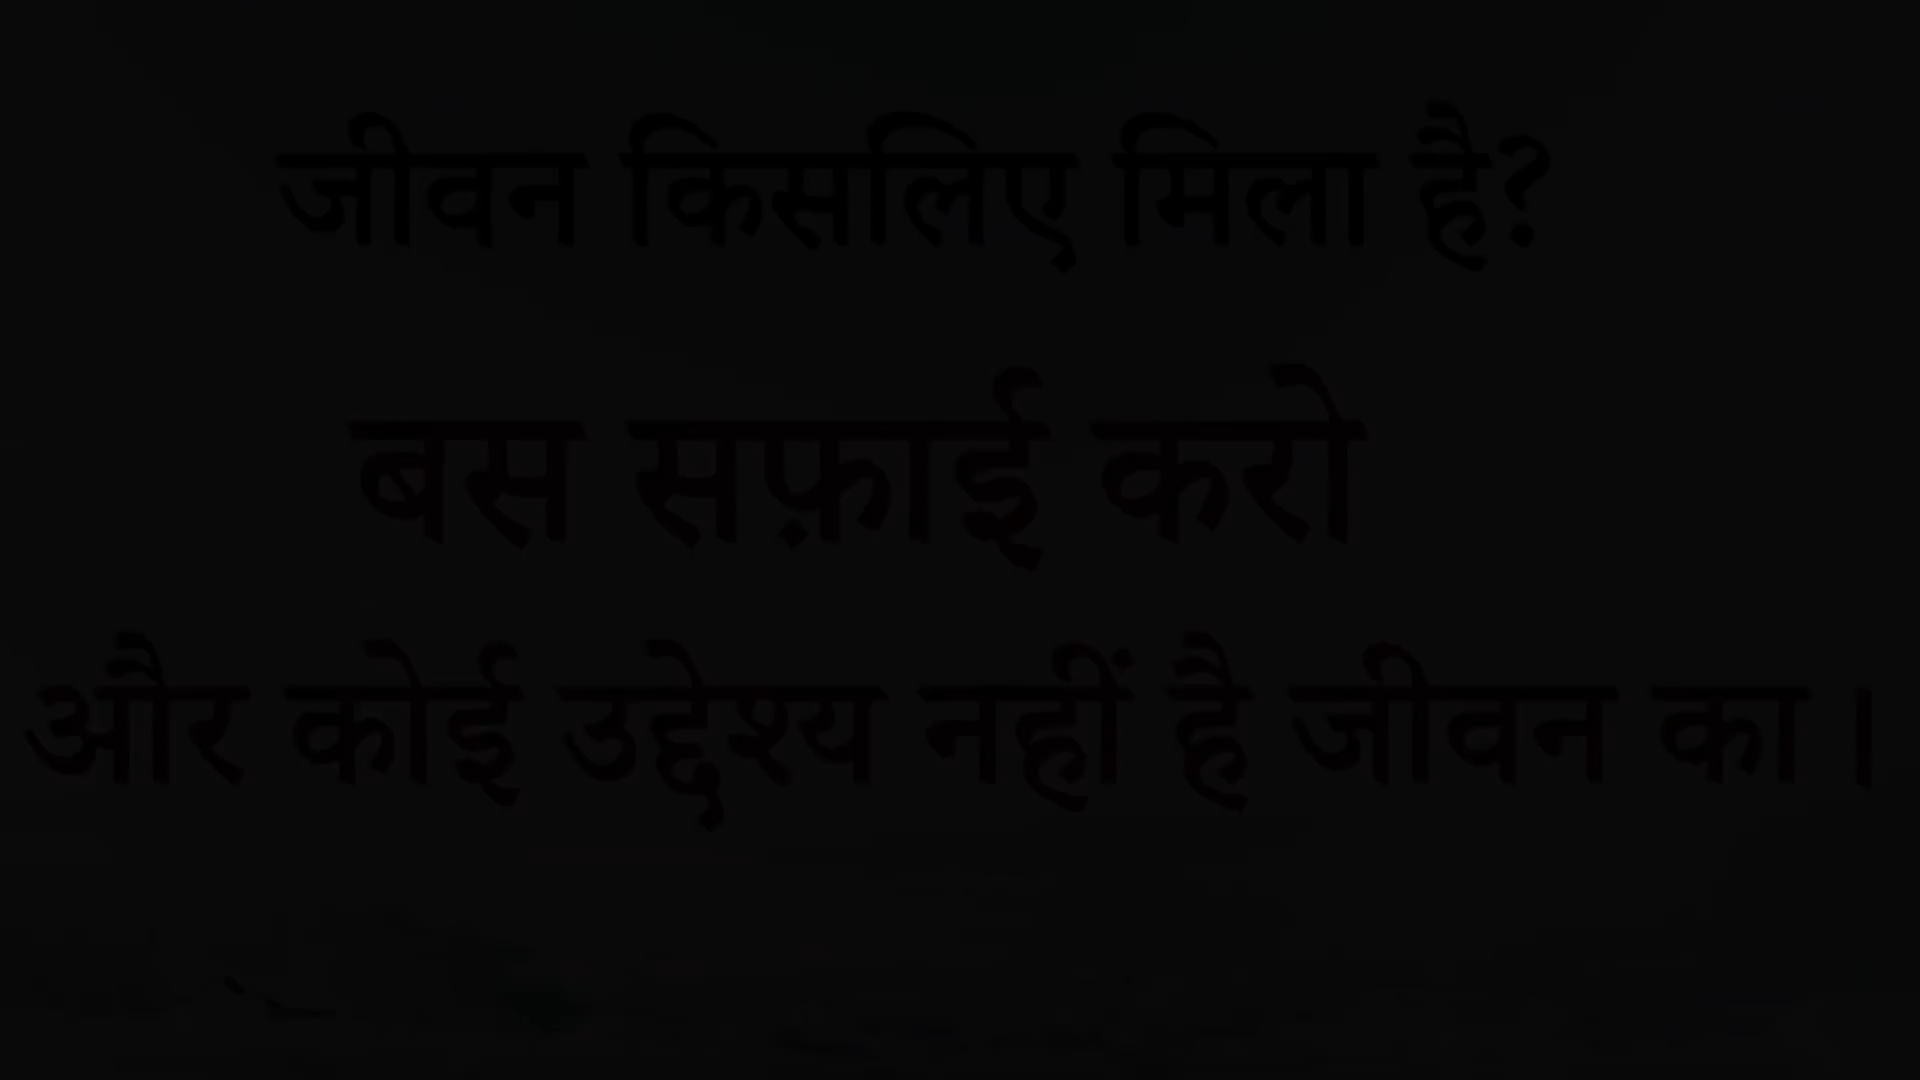 जीवन किसलिए मिला है?
बस सफ़ाई करो
और कोई उद्देश्य नहीं है जीवन का ।